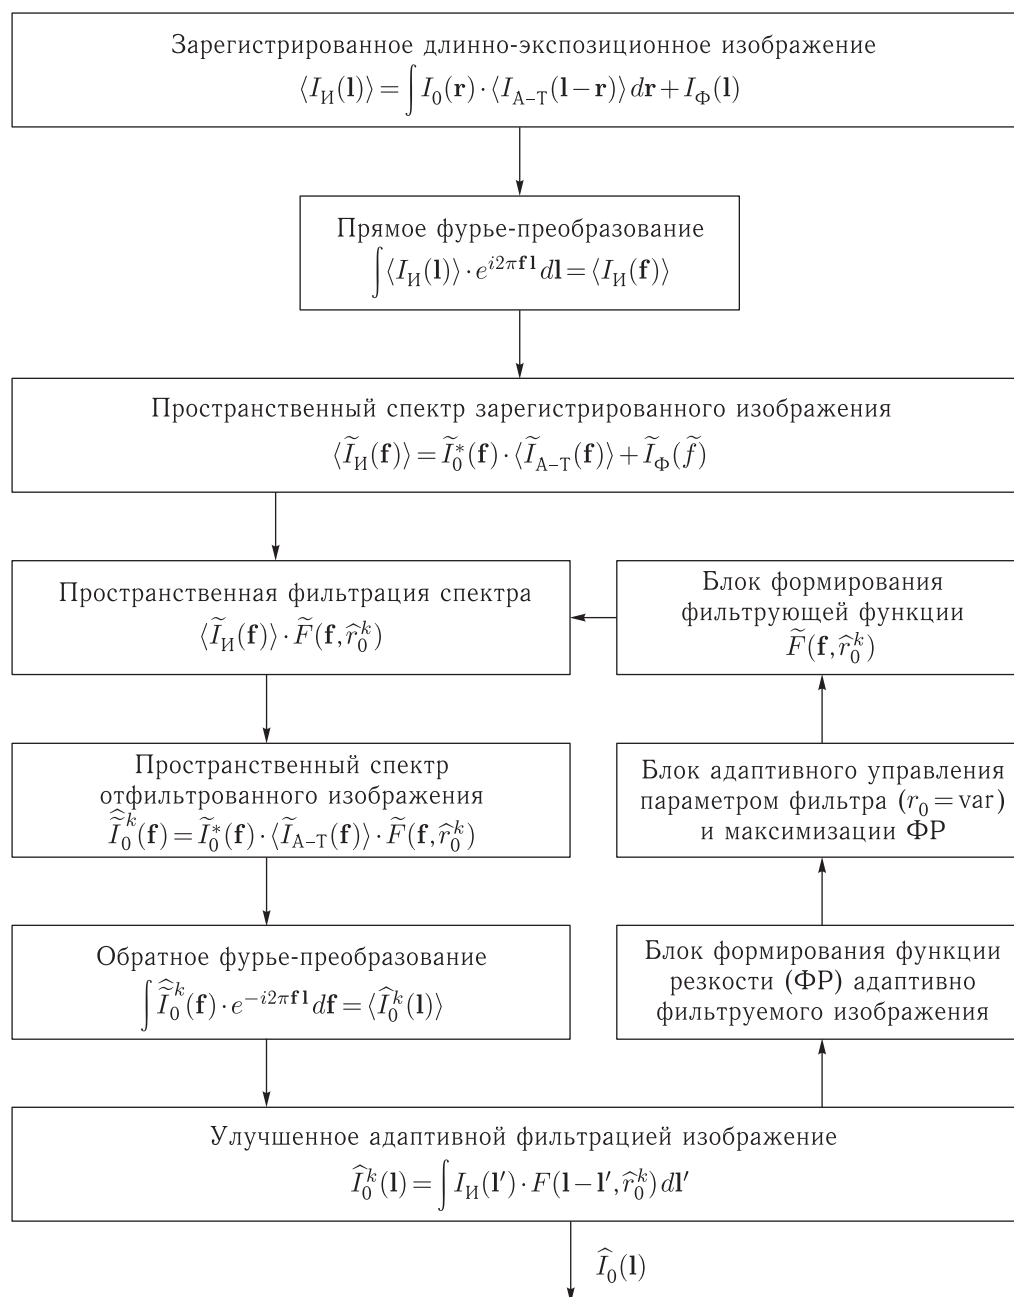 Зарегистрированное длинно-экспозиционное изображение
⟨I_И(l)⟩ = ∫ I_0(r) · ⟨I_А–Т(l − r)⟩ dr + I_Ф(l)
Прямое фурье-преобразование
∫ ⟨I_И(l)⟩ · e^{i2πf l} dl = ⟨I_И(f)⟩
Пространственный спектр зарегистрированного изображения
⟨Ĩ_И(f)⟩ = Ĩ_0^*(f) · ⟨Ĩ_А–Т(f)⟩ + Ĩ_Ф(f̃)
Пространственная фильтрация спектра
⟨Ĩ_И(f)⟩ · F̃(f, r̂_0^k)
Блок формирования
фильтрующей функции
F̃(f, r̂_0^k)
Пространственный спектр
отфильтрованного изображения
Ĩ̂_0^k(f) = Ĩ_0^*(f) · ⟨Ĩ_А–Т(f)⟩ · F̃(f, r̂_0^k)
Блок адаптивного управления
параметром фильтра (r_0 = var)
и максимизации ФР
Обратное фурье-преобразование
∫ Ĩ̂_0^k(f) · e^{−i2πf l} df = ⟨Î_0^k(l)⟩
Блок формирования функции
резкости (ФР) адаптивно
фильтруемого изображения
Улучшенное адаптивной фильтрацией изображение
Î_0^k(l) = ∫ I_И(l′) · F(l − l′, r̂_0^k) dl′
Î_0(l)